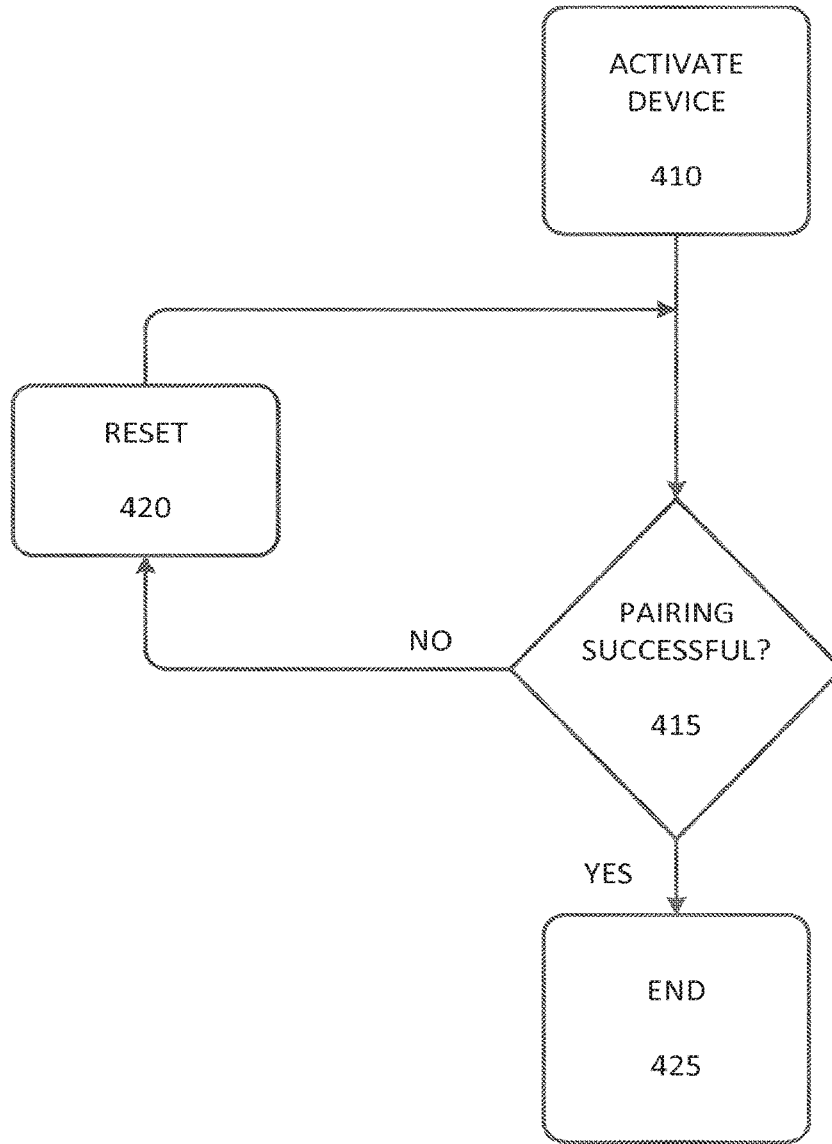 ACTIVATE
DEVICE
410
RESET
420
PAIRING
SUCCESSFUL?
415
NO
YES
END
425